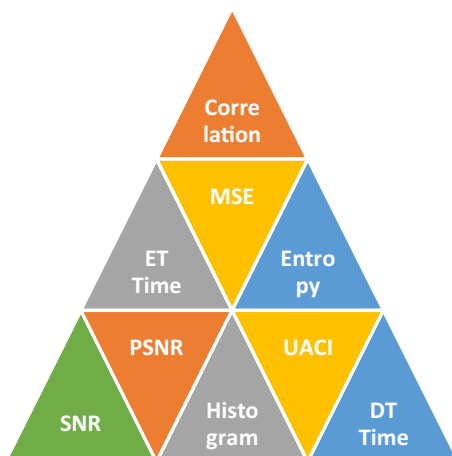 Corre
lation
MSE
ET
Time
Entro
py
PSNR
UACI
SNR
Histo
gram
DT
Time